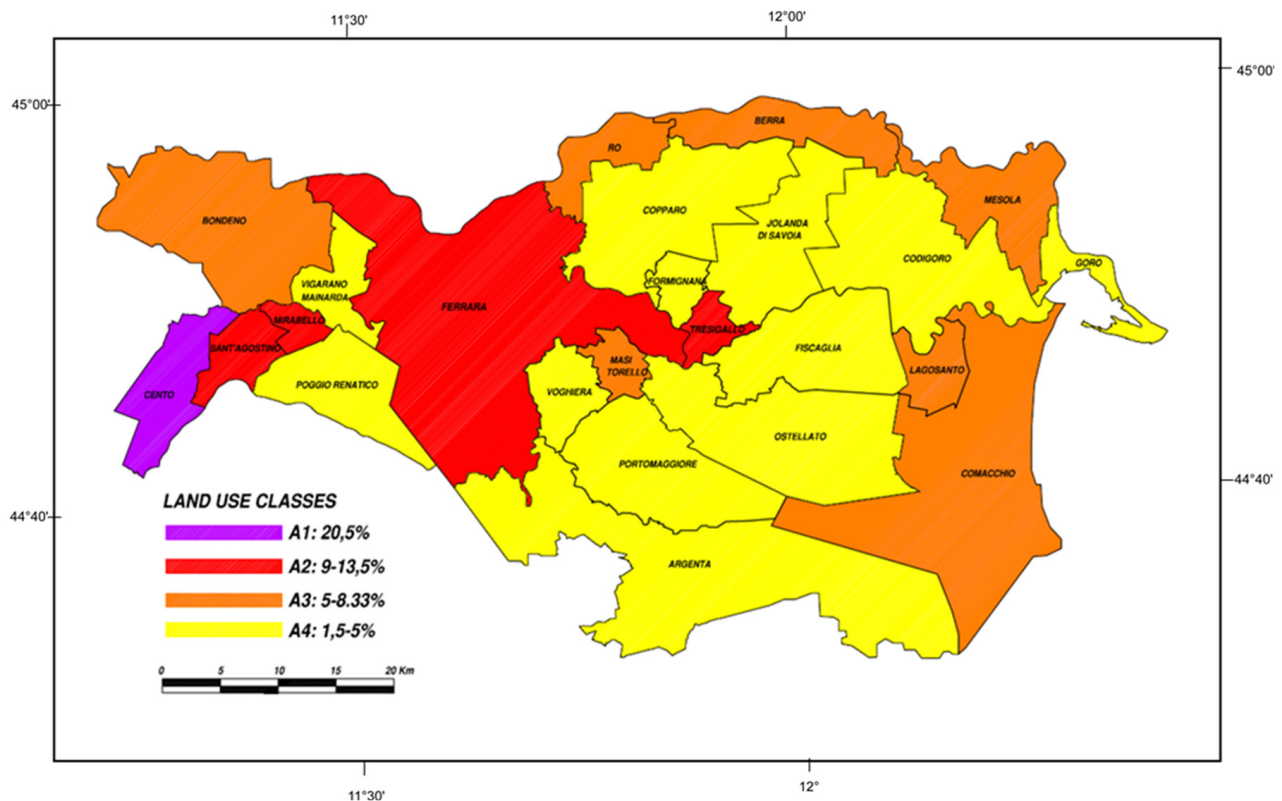 11°30'
12°00'
45°00'
45°00'
BERRA
RO
MESOLA
COPPARO
BONDENO
JOLANDA
DI SAVOIA
CODIGORO
GORO
FORMIGNANA
VIGARANO
MAINARDA
FERRARA
MIRABELLO
TRESIGALLO
SANT'AGOSTINO
FISCAGLIA
MASI
TORELLO
LAGOSANTO
POGGIO RENATICO
VOGHIERA
CENTO
OSTELLATO
PORTOMAGGIORE
COMACCHIO
44°40'
44°40'
ARGENTA
LAND USE CLASSES
A1: 20,5%
A2: 9-13,5%
A3: 5-8.33%
A4: 1,5-5%
0 5 10 15 20 Km
11°30'
12°